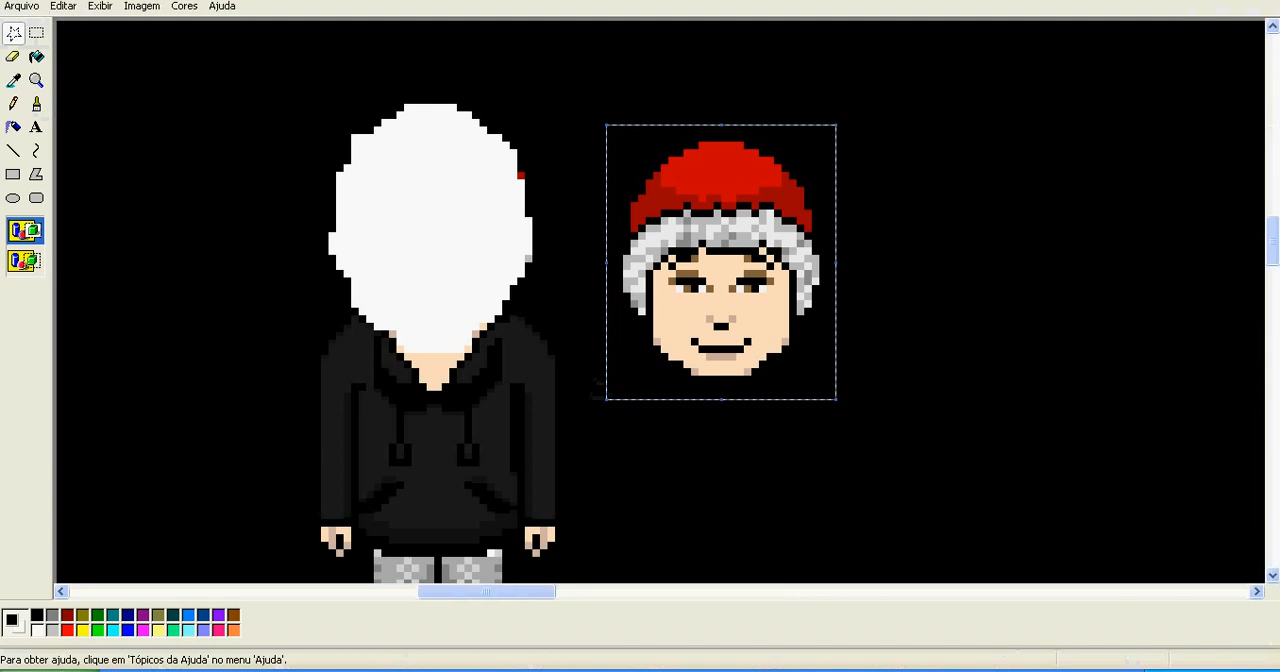 Arquivo Editar Exibir Imagem Cores Ajuda
A
Para obter ajuda, clique em 'Tópicos da Ajuda' no menu 'Ajuda'.